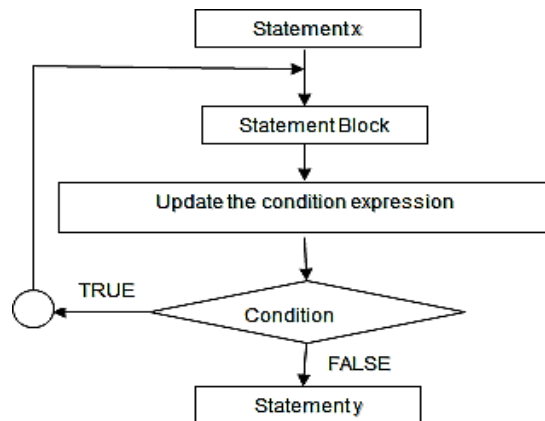 Statement x
Statement Block
Update the condition expression
TRUE
Condition
FALSE
Statement y